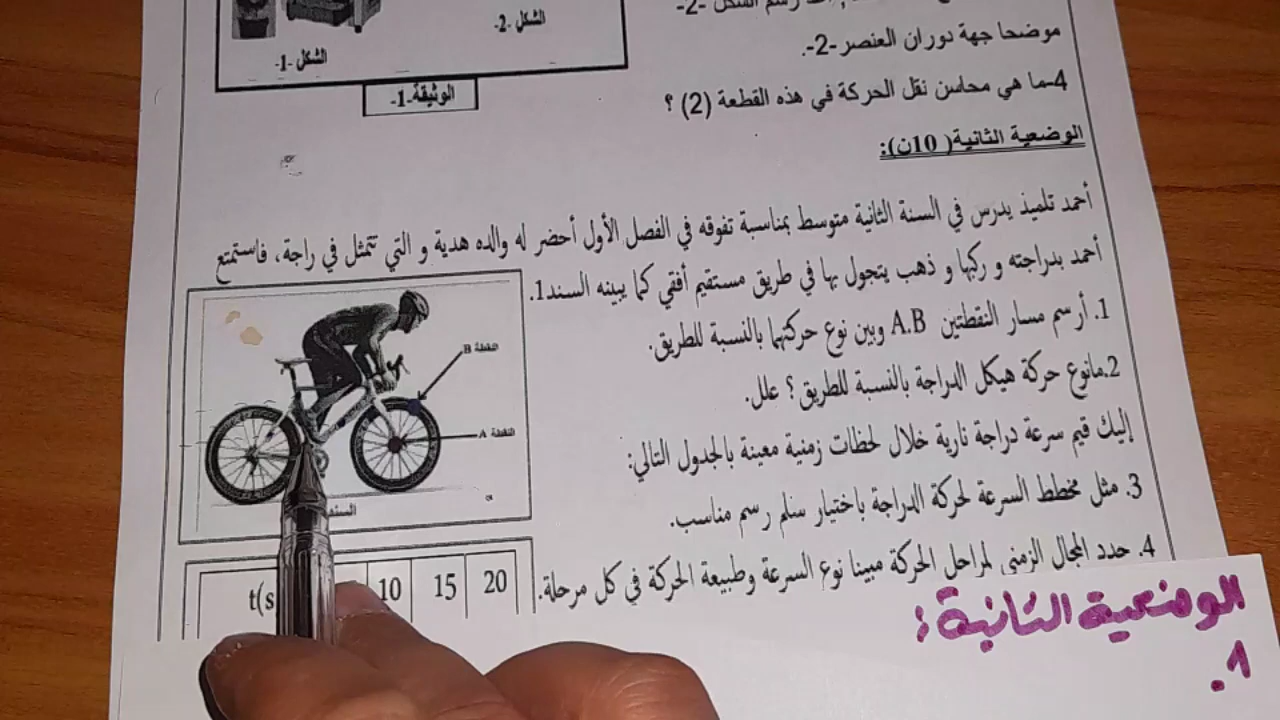 رسم الشكل -2-
موضحا جهة دوران العنصر -2-.
4-ما هي محاسن نقل الحركة في هذه القطعة (2) ؟
الشكل -2-
الشكل -1-
الوثيقة-1-
الوضعية الثانية( 10ن):
أحمد تلميذ يدرس في السنة الثانية متوسط بمناسبة تفوقه في الفصل الأول أحضر له والده هدية و التي تتمثل في راجة، فاستمتع
أحمد بدراجته و ركبها و ذهب يتجول بها في طريق مستقيم أفقي كما يبينه السند1.
1. أرسم مسار النقطتين A.B وبين نوع حركتهما بالنسبة للطريق.
2.مانوع حركة هيكل الدراجة بالنسبة للطريق ؟ علل.
إليك قيم سرعة دراجة نارية خلال لحظات زمنية معينة بالجدول التالي:
3. مثل مخطط السرعة لحركة الدراجة باختيار سلم رسم مناسب.
4. حدد المجال الزمني لمراحل الحركة مبينا نوع السرعة وطبيعة الحركة في كل مرحلة.
النقطة B
النقطة A
t(s 10 15 20
الوضعية الثانية :
1.